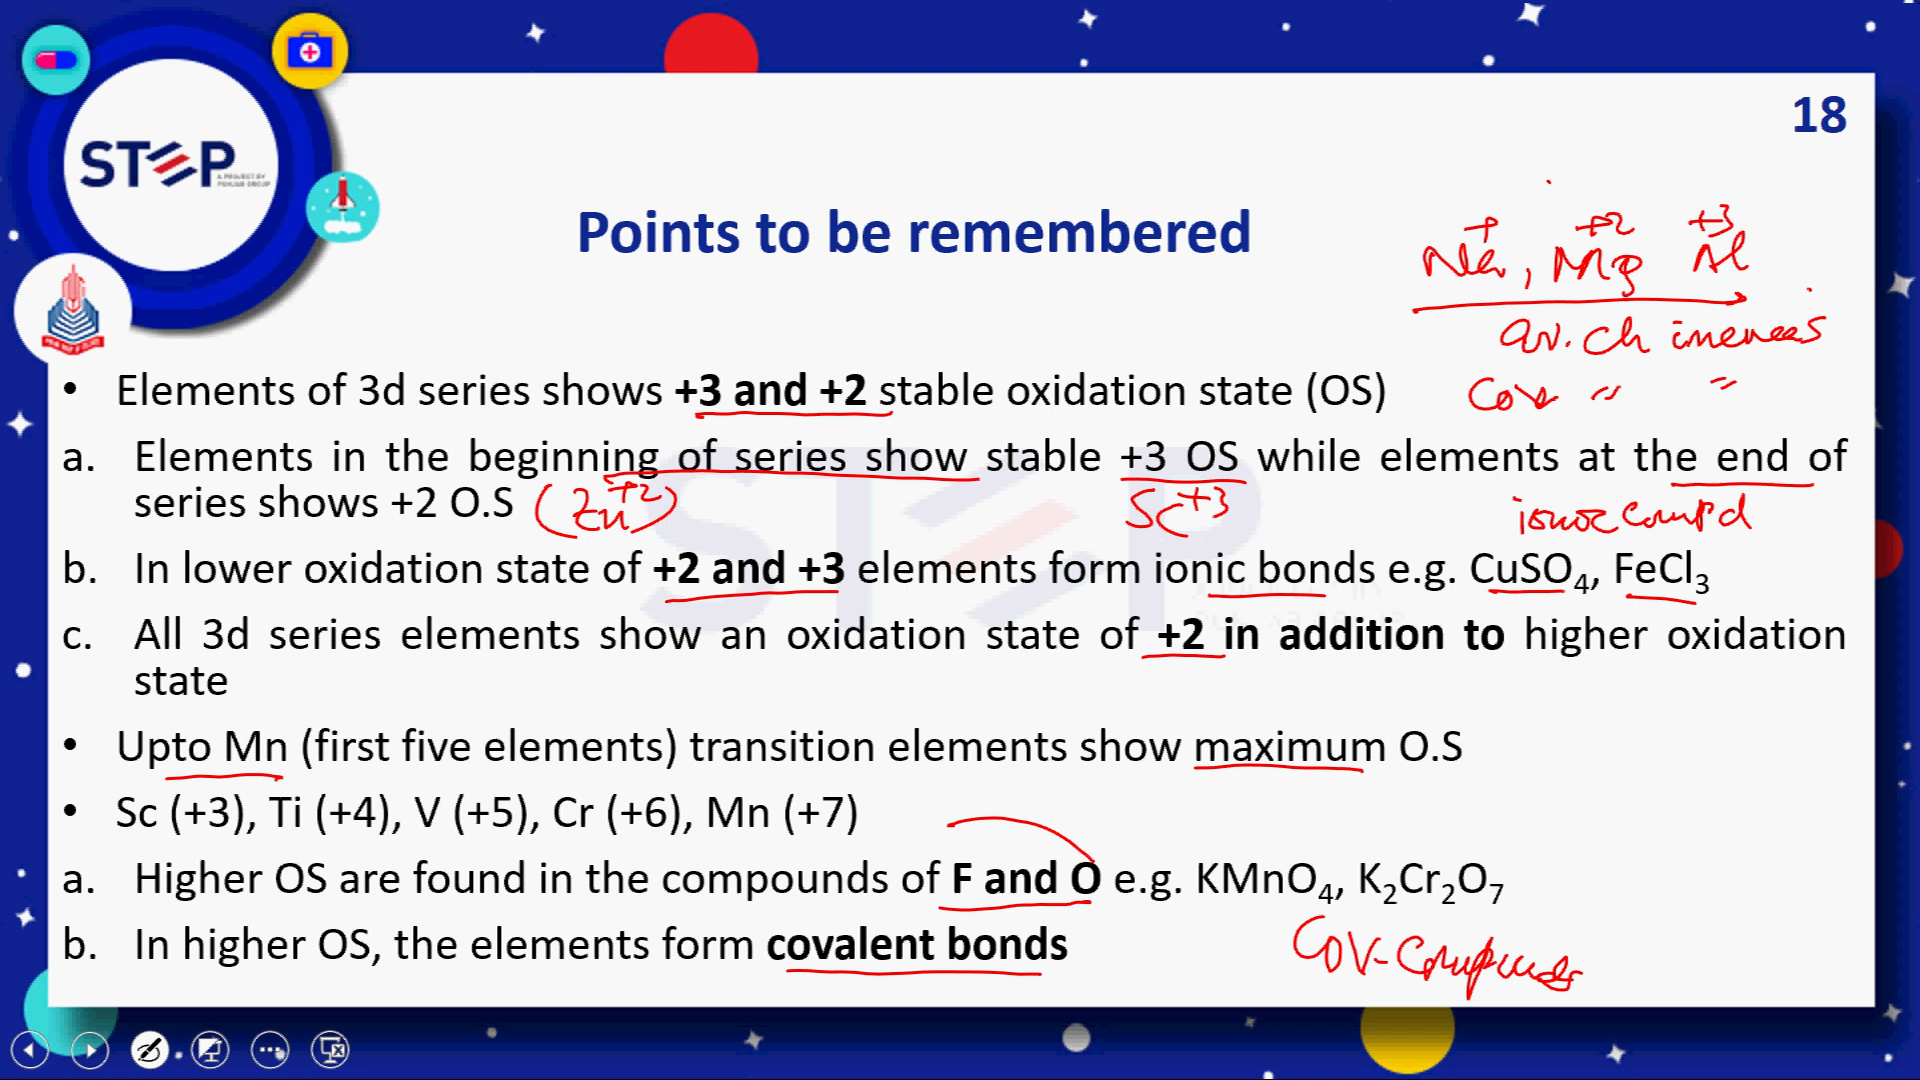 STEP
A PROJECT BY
PUNJAB GROUP
18
Points to be remembered
+ +2 +3
Na, Mg Al
av. Ch increases
Cov " "
• Elements of 3d series shows +3 and +2 stable oxidation state (OS)
a. Elements in the beginning of series show stable +3 OS while elements at the end of
series shows +2 O.S (Zn+2) Sc+3 ionic comp'd
b. In lower oxidation state of +2 and +3 elements form ionic bonds e.g. CuSO₄, FeCl₃
c. All 3d series elements show an oxidation state of +2 in addition to higher oxidation
state
• Upto Mn (first five elements) transition elements show maximum O.S
• Sc (+3), Ti (+4), V (+5), Cr (+6), Mn (+7)
a. Higher OS are found in the compounds of F and O e.g. KMnO₄, K₂Cr₂O₇
b. In higher OS, the elements form covalent bonds
Cov-Compounds